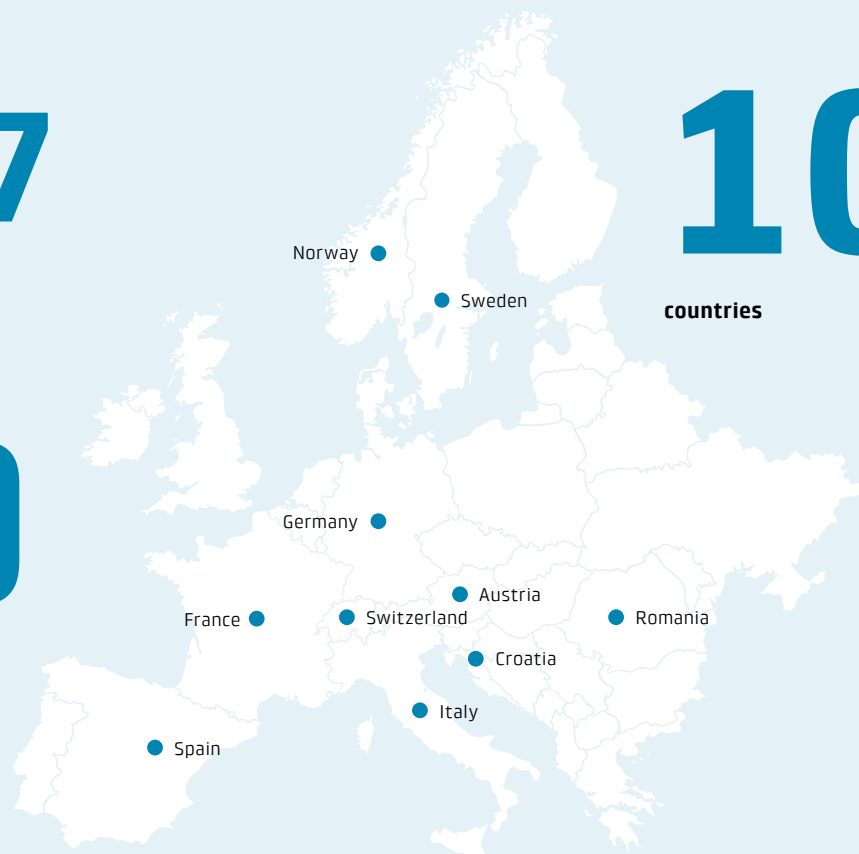 7
10
countries
Norway
Sweden
Germany
Austria
France
Switzerland
Romania
Croatia
Italy
Spain